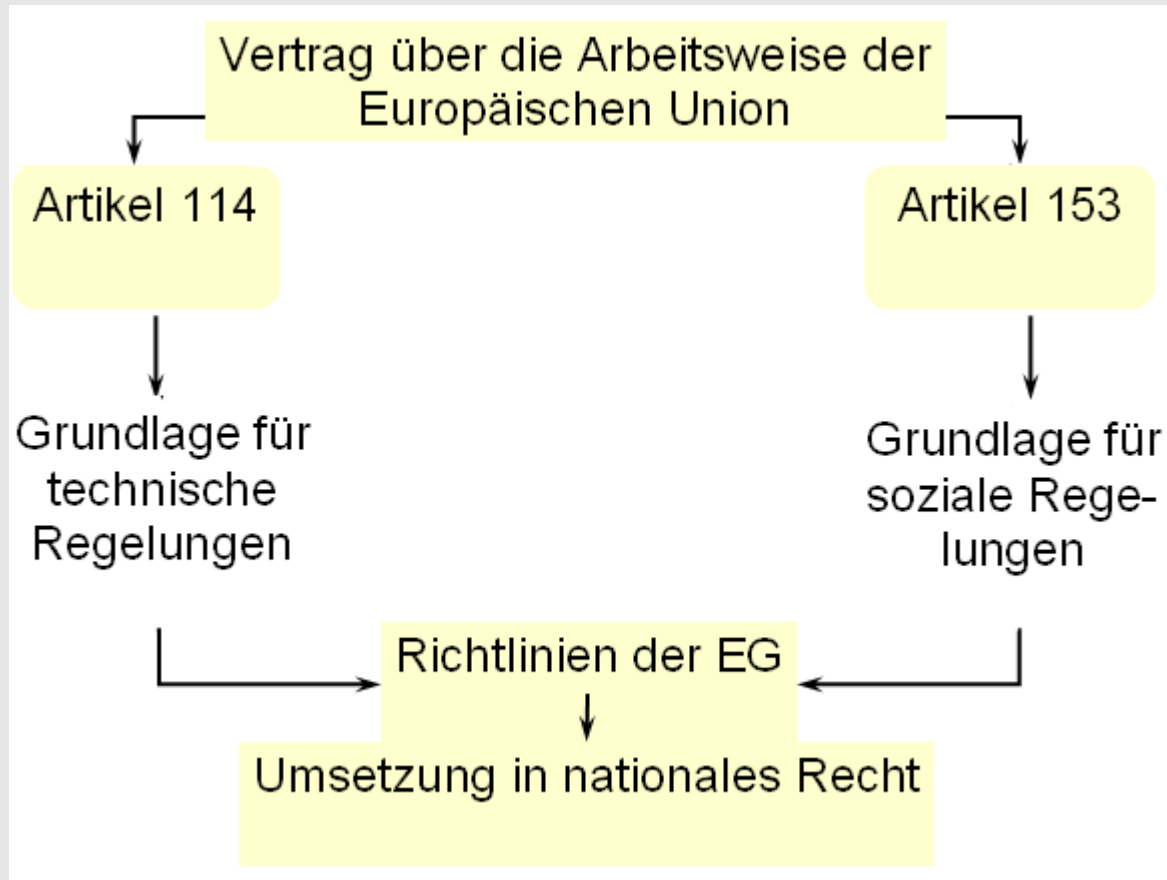 Vertrag über die Arbeitsweise der
Europäischen Union
Artikel 114
Artikel 153
Grundlage für
technische
Regelungen
Grundlage für
soziale Rege-
lungen
Richtlinien der EG
Umsetzung in nationales Recht